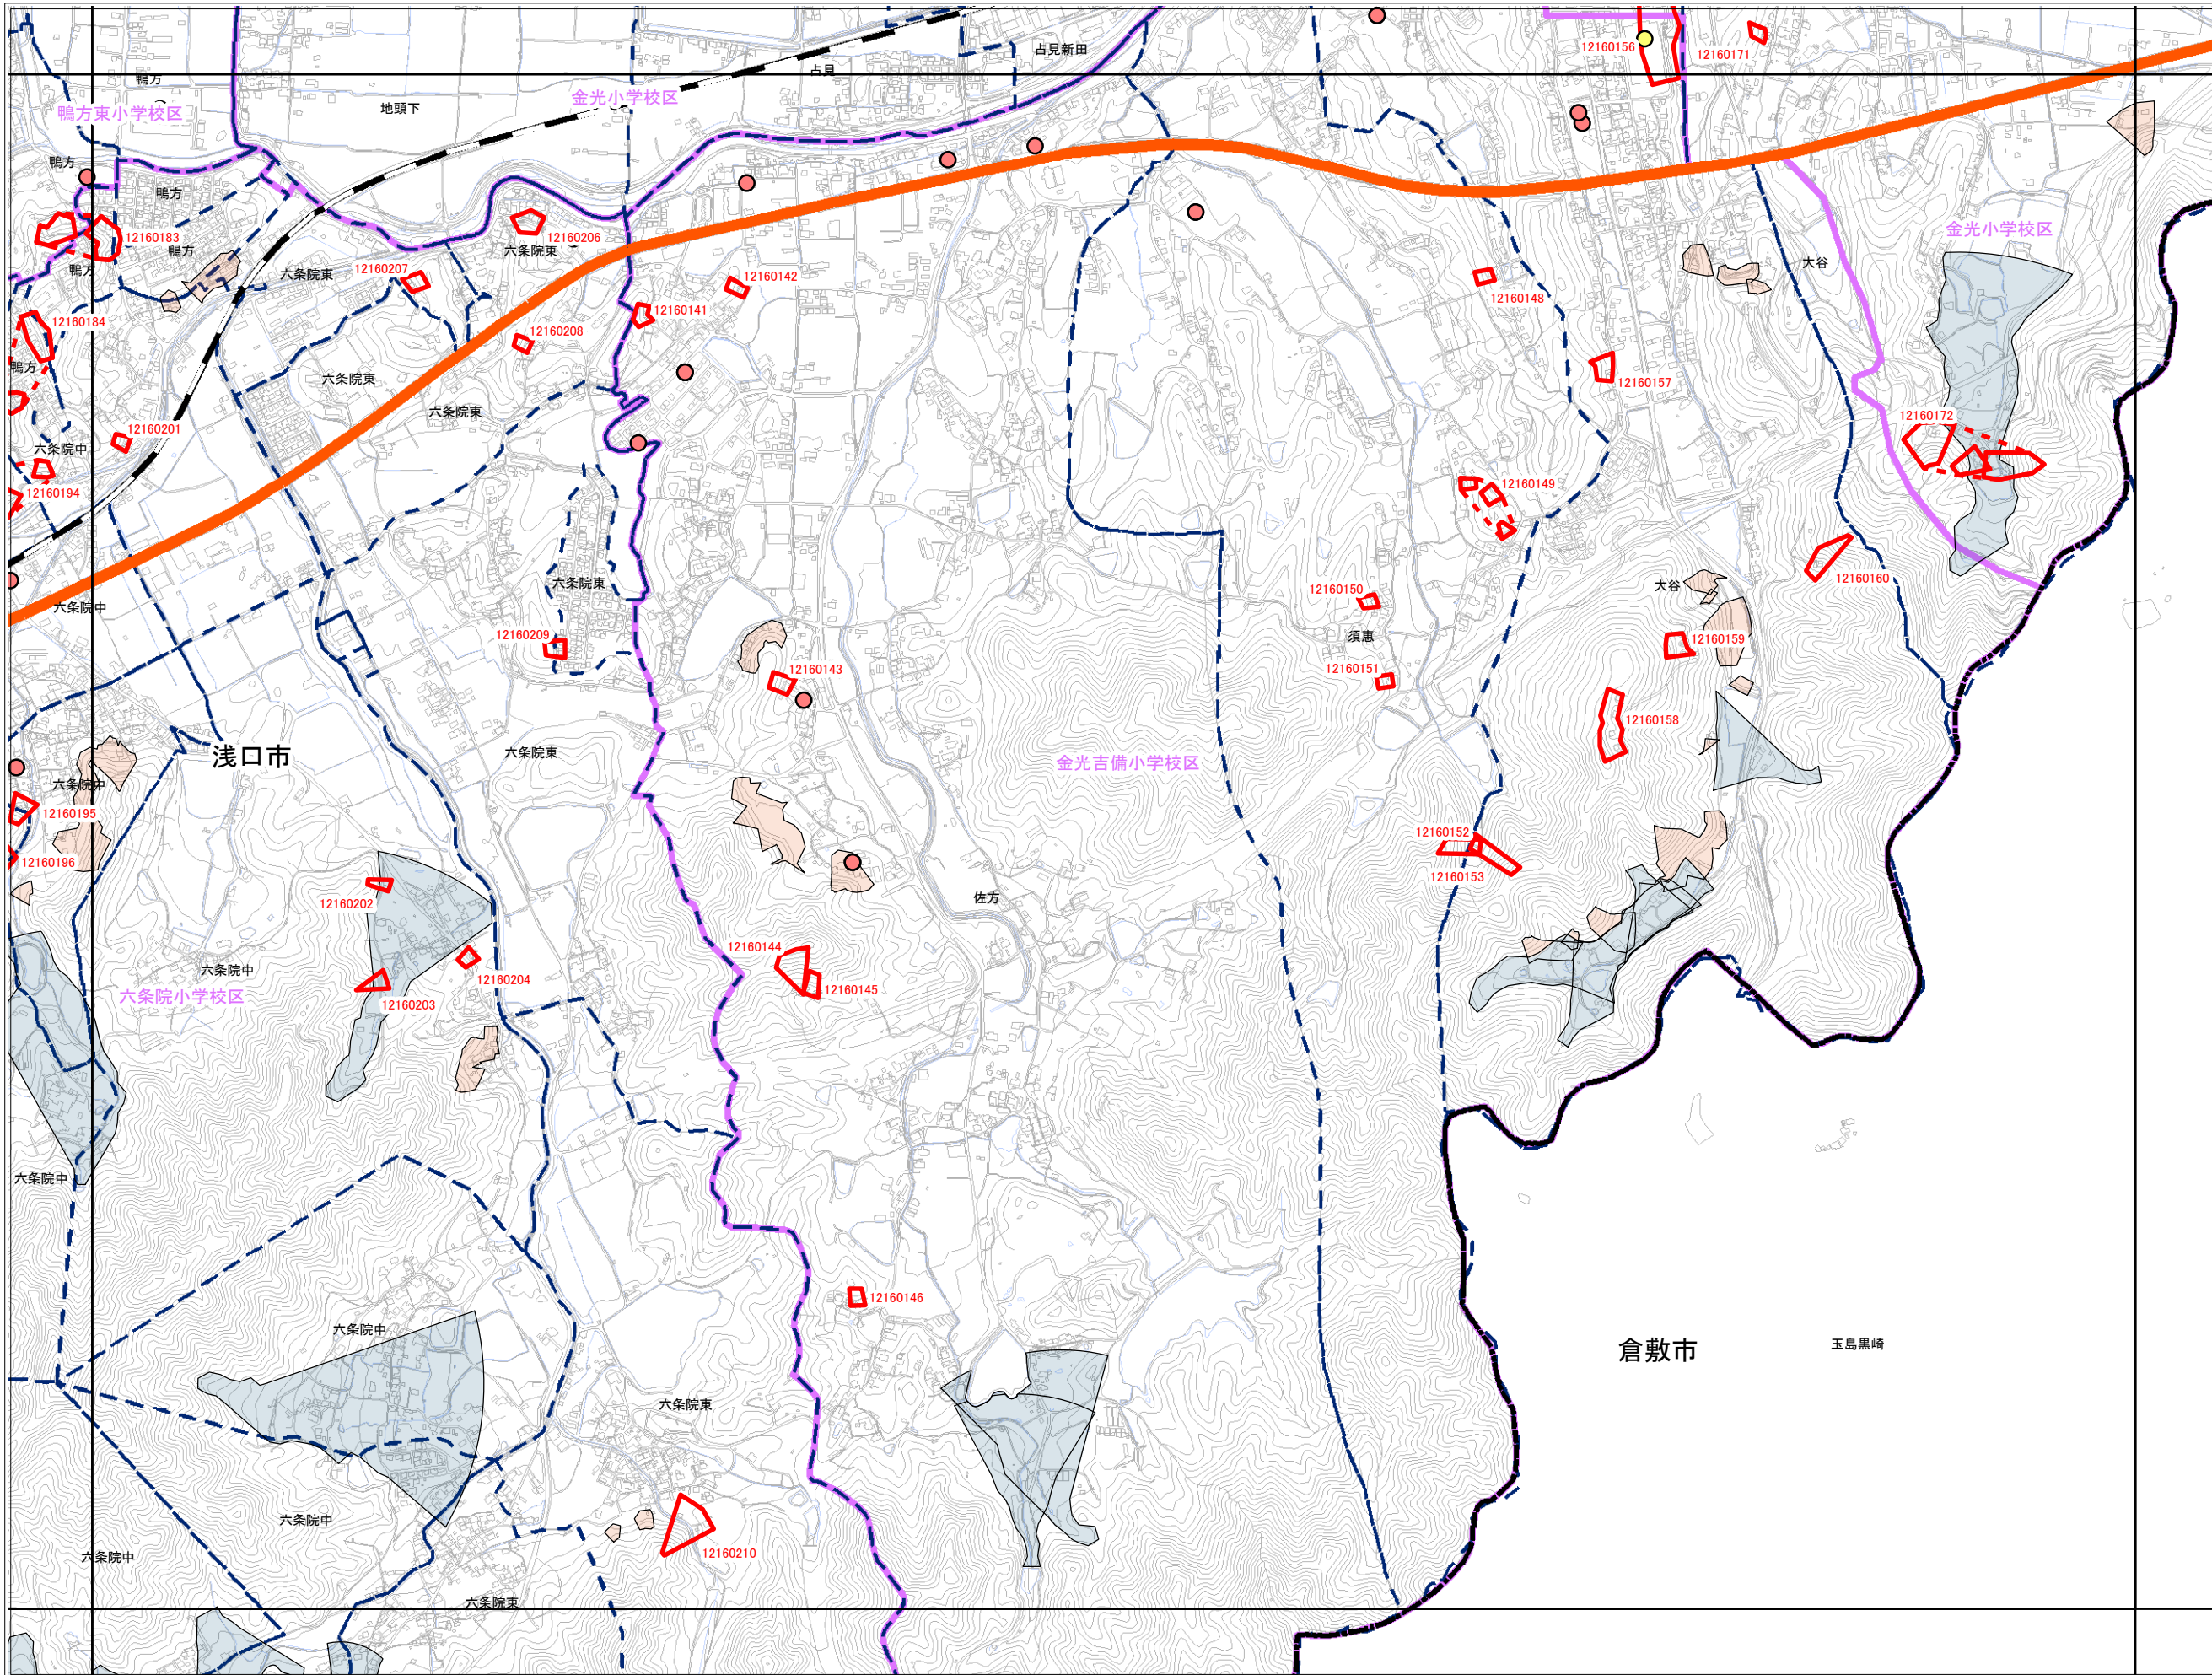 占見新田
12160156
12160171
占見
鴨方
金光小学校区
地頭下
鴨方東小学校区
鴨方
鴨方
金光小学校区
12160183
12160206
鴨方
六条院東
大谷
鴨方
12160207
六条院東
12160142
12160148
12160141
12160184
12160208
鴨方
六条院東
12160157
六条院東
12160172
12160201
六条院中
12160149
12160194
12160160
六条院東
大谷
12160150
六条院中
12160209
須恵
12160159
12160143
12160151
12160158
六条院東
浅口市
金光吉備小学校区
六条院中
12160195
12160152
12160196
12160153
佐方
12160202
12160144
六条院中
12160204
12160145
六条院小学校区
12160203
六条院中
12160146
六条院中
倉敷市
玉島黒崎
六条院東
六条院中
12160210
六条院中
六条院東